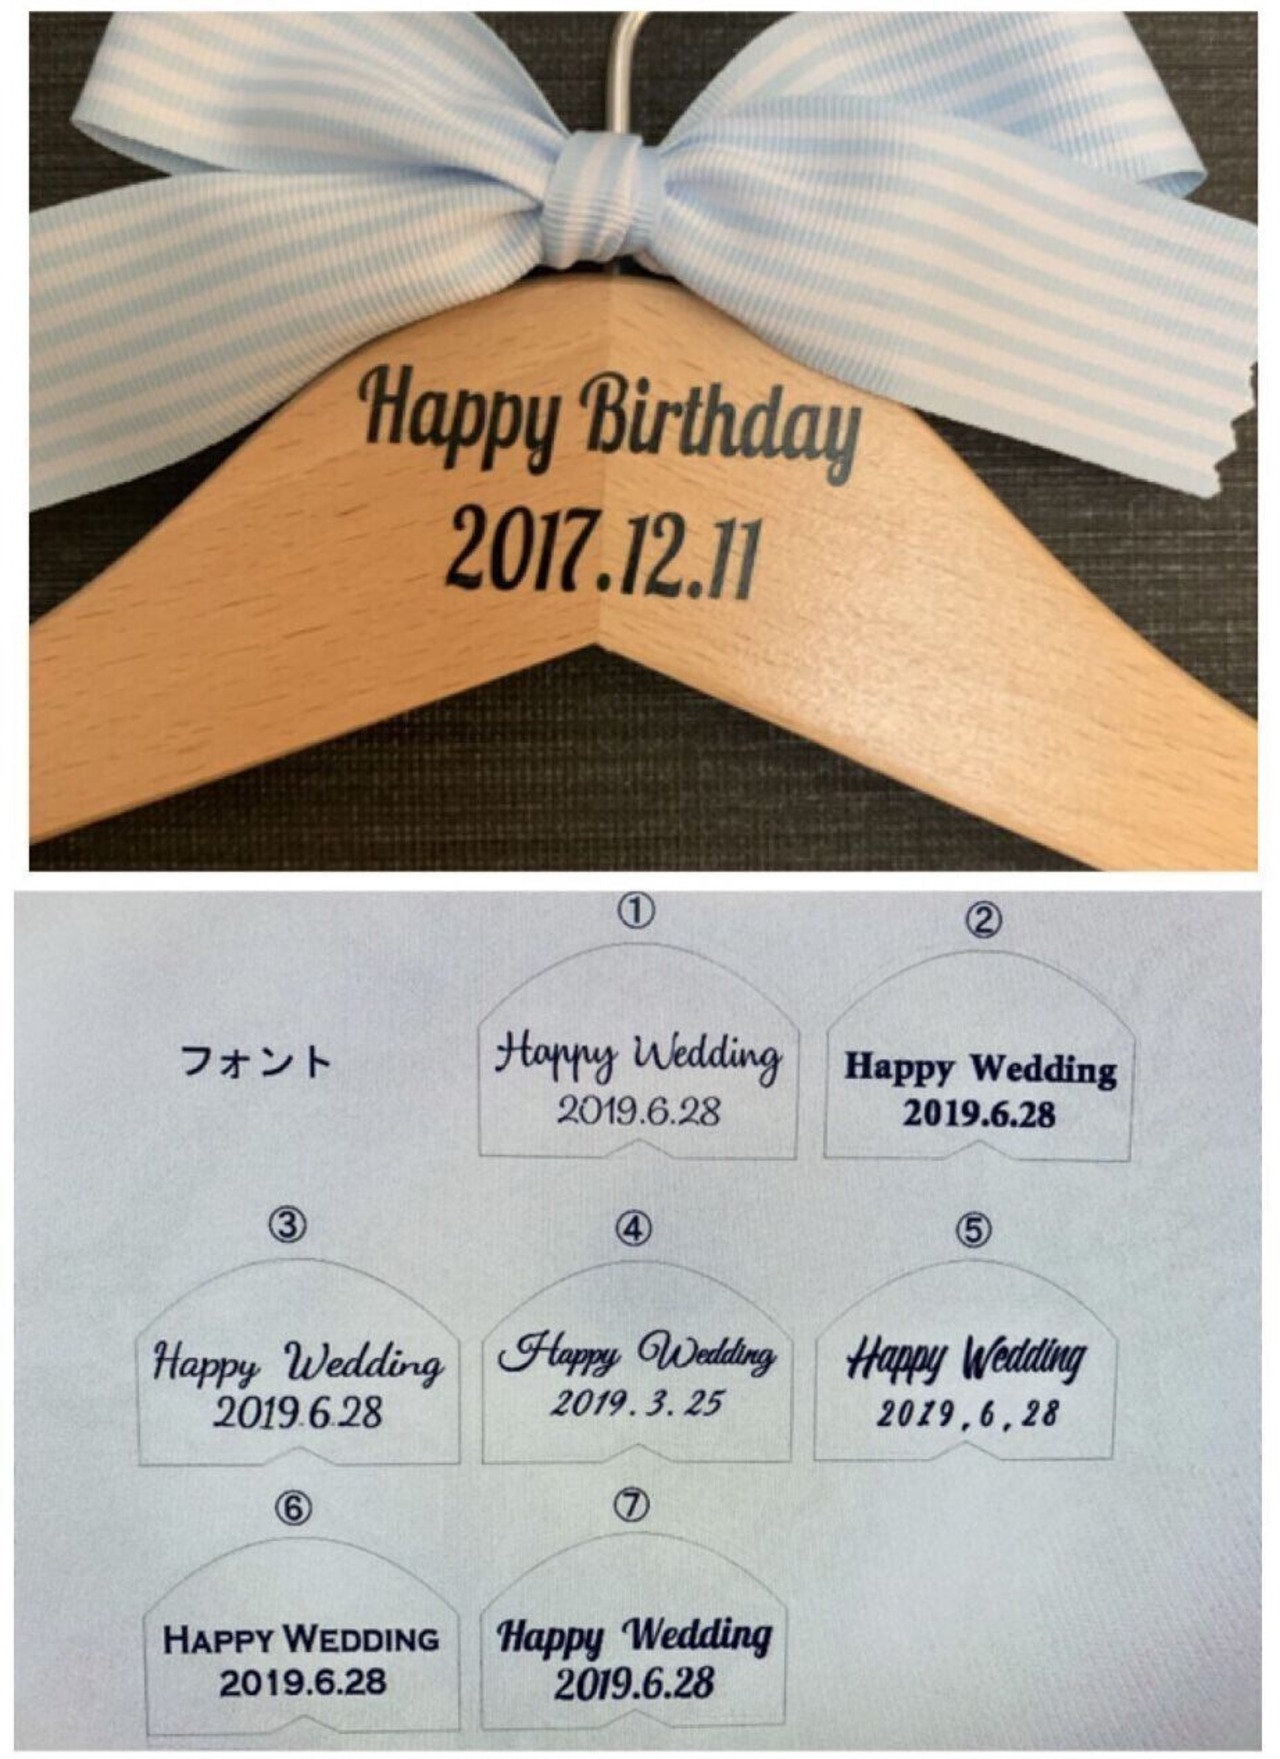 Happy Birthday
2017.12.11
フォント
①
Happy Wedding
2019.6.28
②
Happy Wedding
2019.6.28
③
Happy Wedding
2019.6.28
④
Happy Wedding
2019.3.25
⑤
Happy Wedding
2019,6,28
⑥
HAPPY WEDDING
2019.6.28
⑦
Happy Wedding
2019.6.28